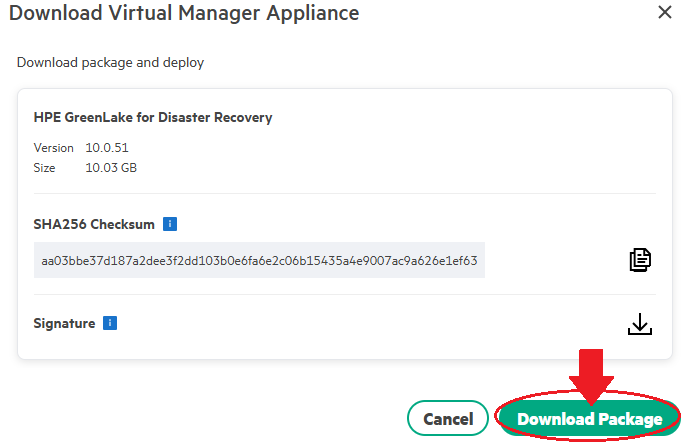 Download Virtual Manager Appliance
Download package and deploy
HPE GreenLake for Disaster Recovery
Version 10.0.51
Size 10.03 GB
SHA256 Checksum
aa03bbe37d187a2dee3f2dd103b0e6fa6e2c06b15435a4e9007ac9a626e1ef63
Signature
Cancel
Download Package